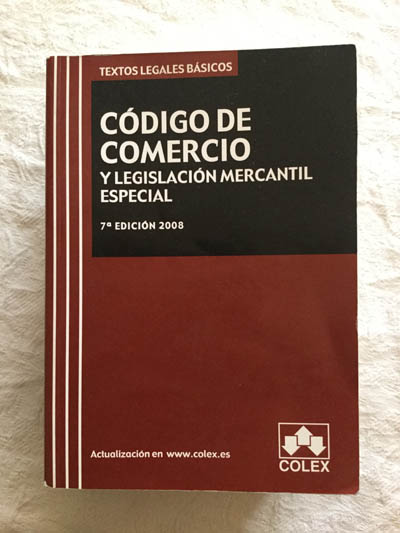 TEXTOS LEGALES BÁSICOS
CÓDIGO DE
COMERCIO
Y LEGISLACIÓN MERCANTIL
ESPECIAL
7ª EDICIÓN 2008
Actualización en www.colex.es
COLEX